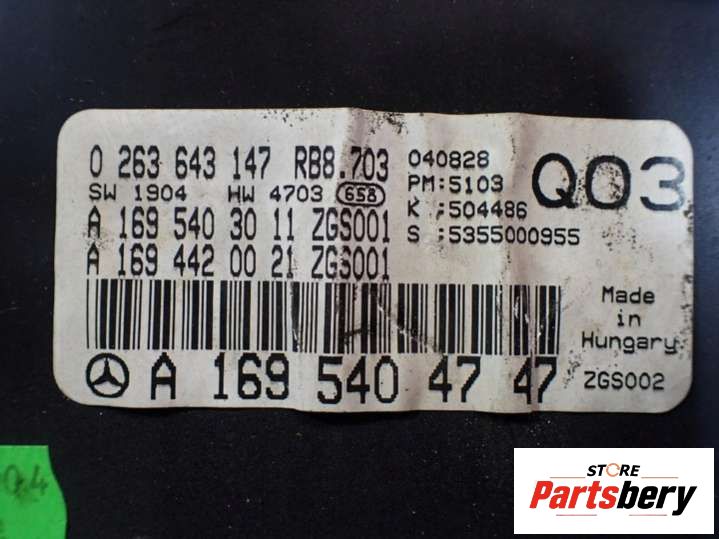 0 263 643 147 RB8.703
SW 1904 HW 4703 658
A 169 540 30 11 ZGS001
A 169 442 00 21 ZGS001
040828
PM:5103
K :504486
S :5355000955
Q03
Made
in
Hungary
ZGS002
A 169 540 47 47
STORE
Partsbery